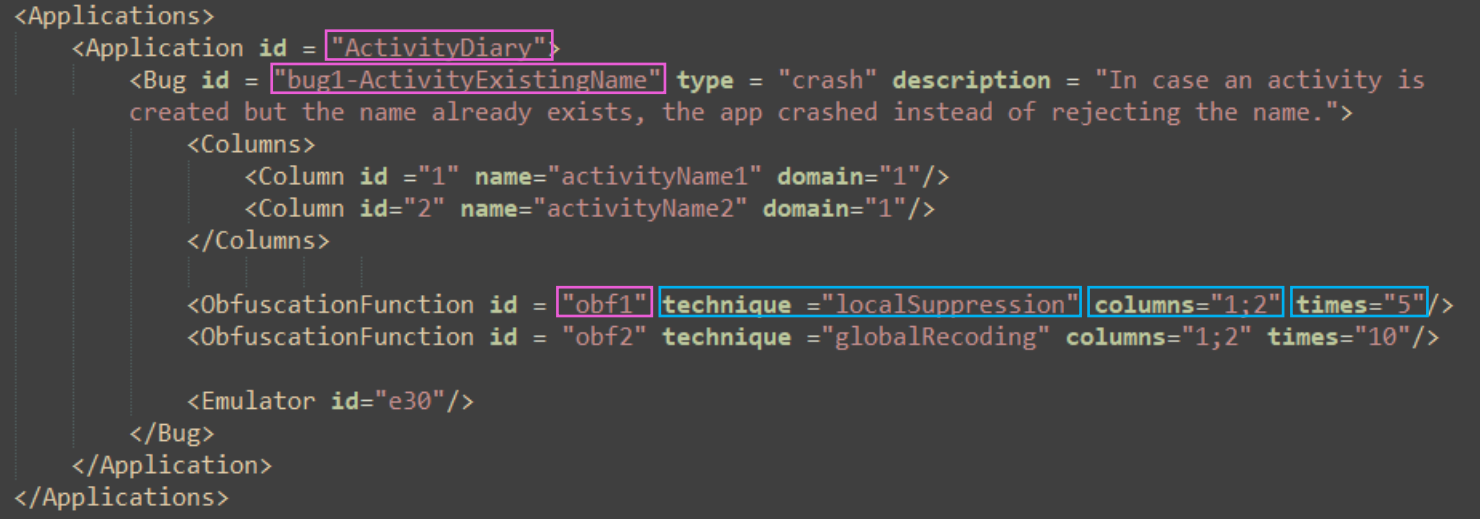 <Applications>
<Application id = "ActivityDiary">
<Bug id = "bug1-ActivityExistingName" type = "crash" description = "In case an activity is
created but the name already exists, the app crashed instead of rejecting the name.">
<Columns>
<Column id ="1" name="activityName1" domain="1"/>
<Column id="2" name="activityName2" domain="1"/>
</Columns>
<ObfuscationFunction id = "obf1" technique ="localSuppression" columns="1;2" times="5"/>
<ObfuscationFunction id = "obf2" technique ="globalRecoding" columns="1;2" times="10"/>
<Emulator id="e30"/>
</Bug>
</Application>
</Applications>